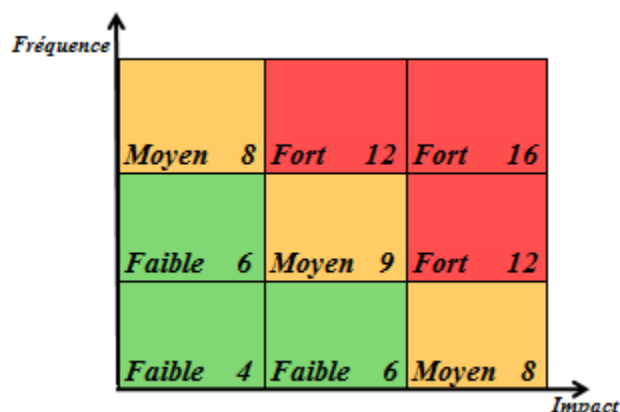 Fréquence
Moyen 8 Fort 12 Fort 16
Faible 6 Moyen 9 Fort 12
Faible 4 Faible 6 Moyen 8
Impact